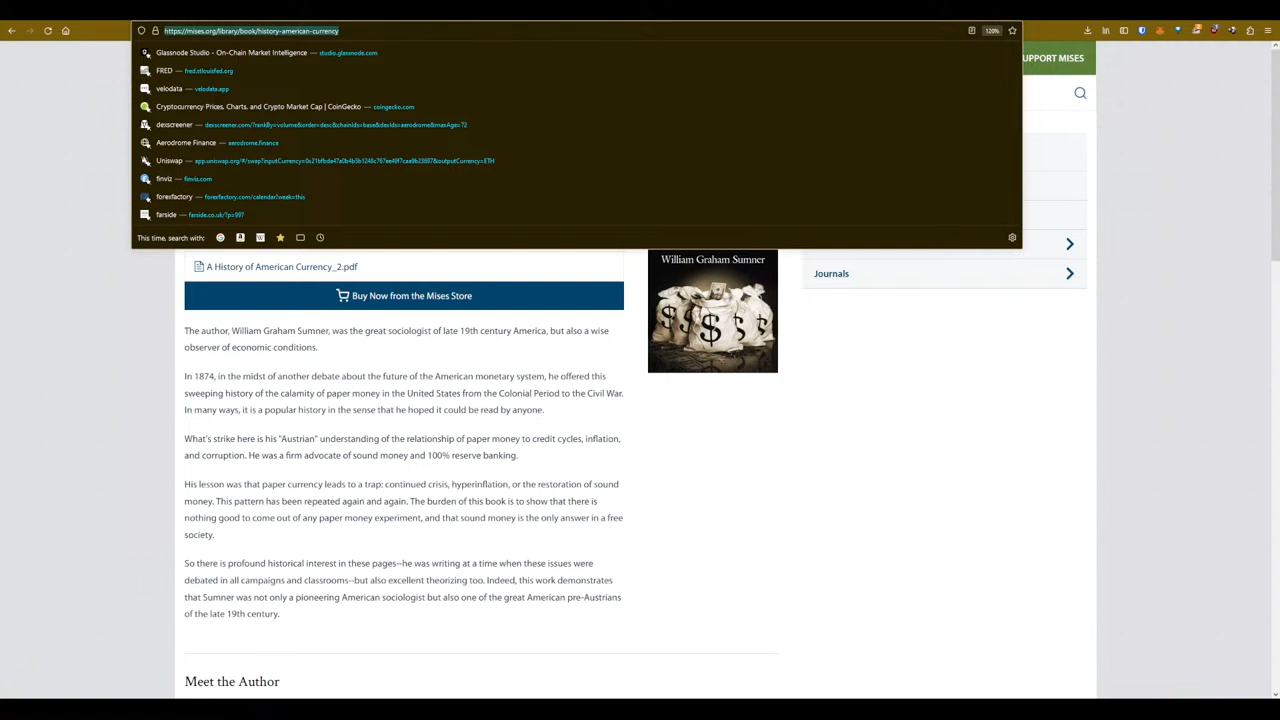 https://mises.org/library/book/history-american-currency
120%
Glassnode Studio - On-Chain Market Intelligence — studio.glassnode.com
FRED — fred.stlouisfed.org
velodata — velodata.app
Cryptocurrency Prices, Charts, and Crypto Market Cap | CoinGecko — coingecko.com
dexscreener — dexscreener.com/?rankBy=volume&order=desc&chainIds=base&dexIds=aerodrome&maxAge=72
Aerodrome Finance — aerodrome.finance
Uniswap —
finviz — finviz.com
forexfactory — forexfactory.com/calendar?week=this
farside — farside.co.uk/?p=997
This time, search with:
UPPORT MISES
A History of American Currency_2.pdf
Buy Now from the Mises Store
William Graham Sumner
Journals
The author, William Graham Sumner, was the great sociologist of late 19th century America, but also a wise
observer of economic conditions.
In 1874, in the midst of another debate about the future of the American monetary system, he offered this
sweeping history of the calamity of paper money in the United States from the Colonial Period to the Civil War.
In many ways, it is a popular history in the sense that he hoped it could be read by anyone.
What's strike here is his "Austrian" understanding of the relationship of paper money to credit cycles, inflation,
and corruption. He was a firm advocate of sound money and 100% reserve banking.
His lesson was that paper currency leads to a trap: continued crisis, hyperinflation, or the restoration of sound
money. This pattern has been repeated again and again. The burden of this book is to show that there is
nothing good to come out of any paper money experiment, and that sound money is the only answer in a free
society.
So there is profound historical interest in these pages--he was writing at a time when these issues were
debated in all campaigns and classrooms--but also excellent theorizing too. Indeed, this work demonstrates
that Sumner was not only a pioneering American sociologist but also one of the great American pre-Austrians
of the late 19th century.
Meet the Author